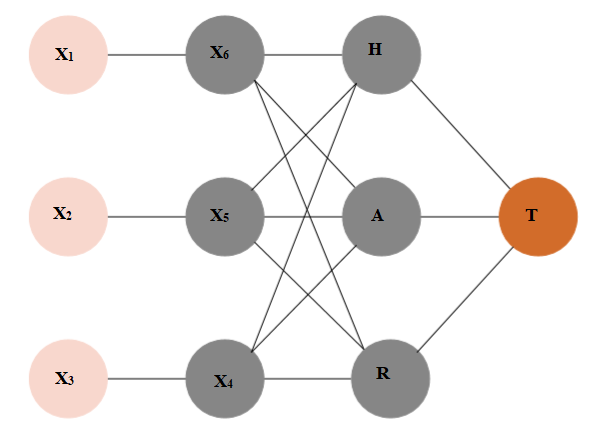 X₁ X₆ H
X₂ X₅ A T
X₃ X₄ R